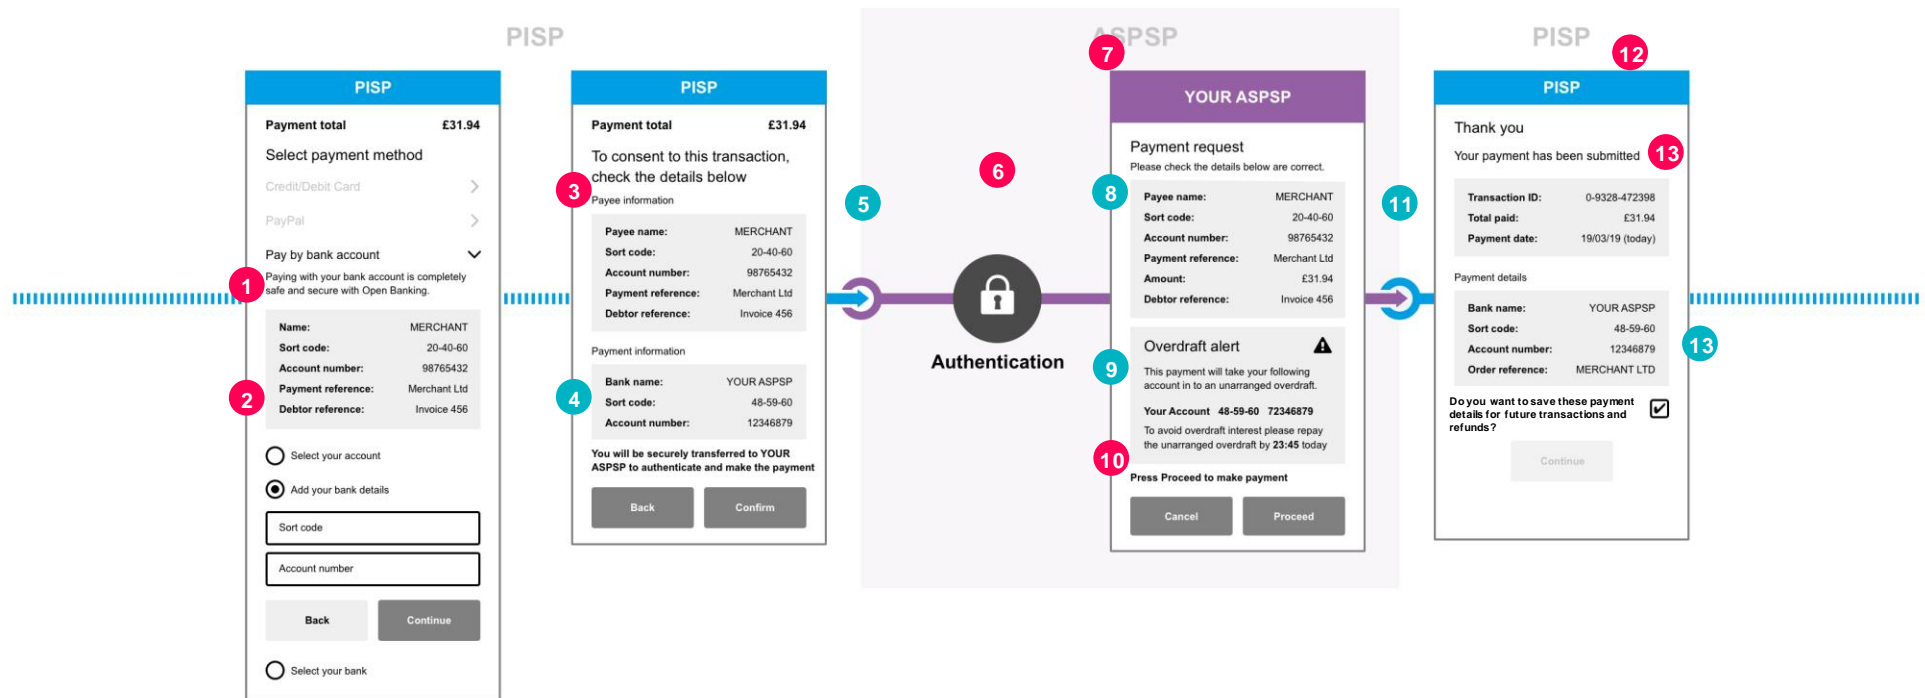 PISP
ASPSP
PISP
7
12
PISP
Payment total £31.94
Select payment method
Credit/Debit Card
PayPal
Pay by bank account
1
Paying with your bank account is completely
safe and secure with Open Banking.
Name: MERCHANT
Sort code: 20-40-60
Account number: 98765432
2
Payment reference: Merchant Ltd
Debtor reference: Invoice 456
Select your account
Add your bank details
Sort code
Account number
Back Continue
Select your bank
PISP
Payment total £31.94
To consent to this transaction,
check the details below
3
Payee information
Payee name: MERCHANT
Sort code: 20-40-60
Account number: 98765432
Payment reference: Merchant Ltd
Debtor reference: Invoice 456
Payment information
4
Bank name: YOUR ASPSP
Sort code: 48-59-60
Account number: 12346879
You will be securely transferred to YOUR
ASPSP to authenticate and make the payment
Back Confirm
5
6
Authentication
YOUR ASPSP
Payment request
Please check the details below are correct.
8
Payee name: MERCHANT
Sort code: 20-40-60
Account number: 98765432
Payment reference: Merchant Ltd
Amount: £31.94
Debtor reference: Invoice 456
9
Overdraft alert
This payment will take your following
account in to an unarranged overdraft.
Your Account 48-59-60 72346879
To avoid overdraft interest please repay
the unarranged overdraft by 23:45 today
10
Press Proceed to make payment
Cancel Proceed
11
PISP
Thank you
Your payment has been submitted
13
Transaction ID: 0-9328-472398
Total paid: £31.94
Payment date: 19/03/19 (today)
Payment details
Bank name: YOUR ASPSP
Sort code: 48-59-60
Account number: 12346879
Order reference: MERCHANT LTD
13
Do you want to save these payment
details for future transactions and
refunds?
Continue